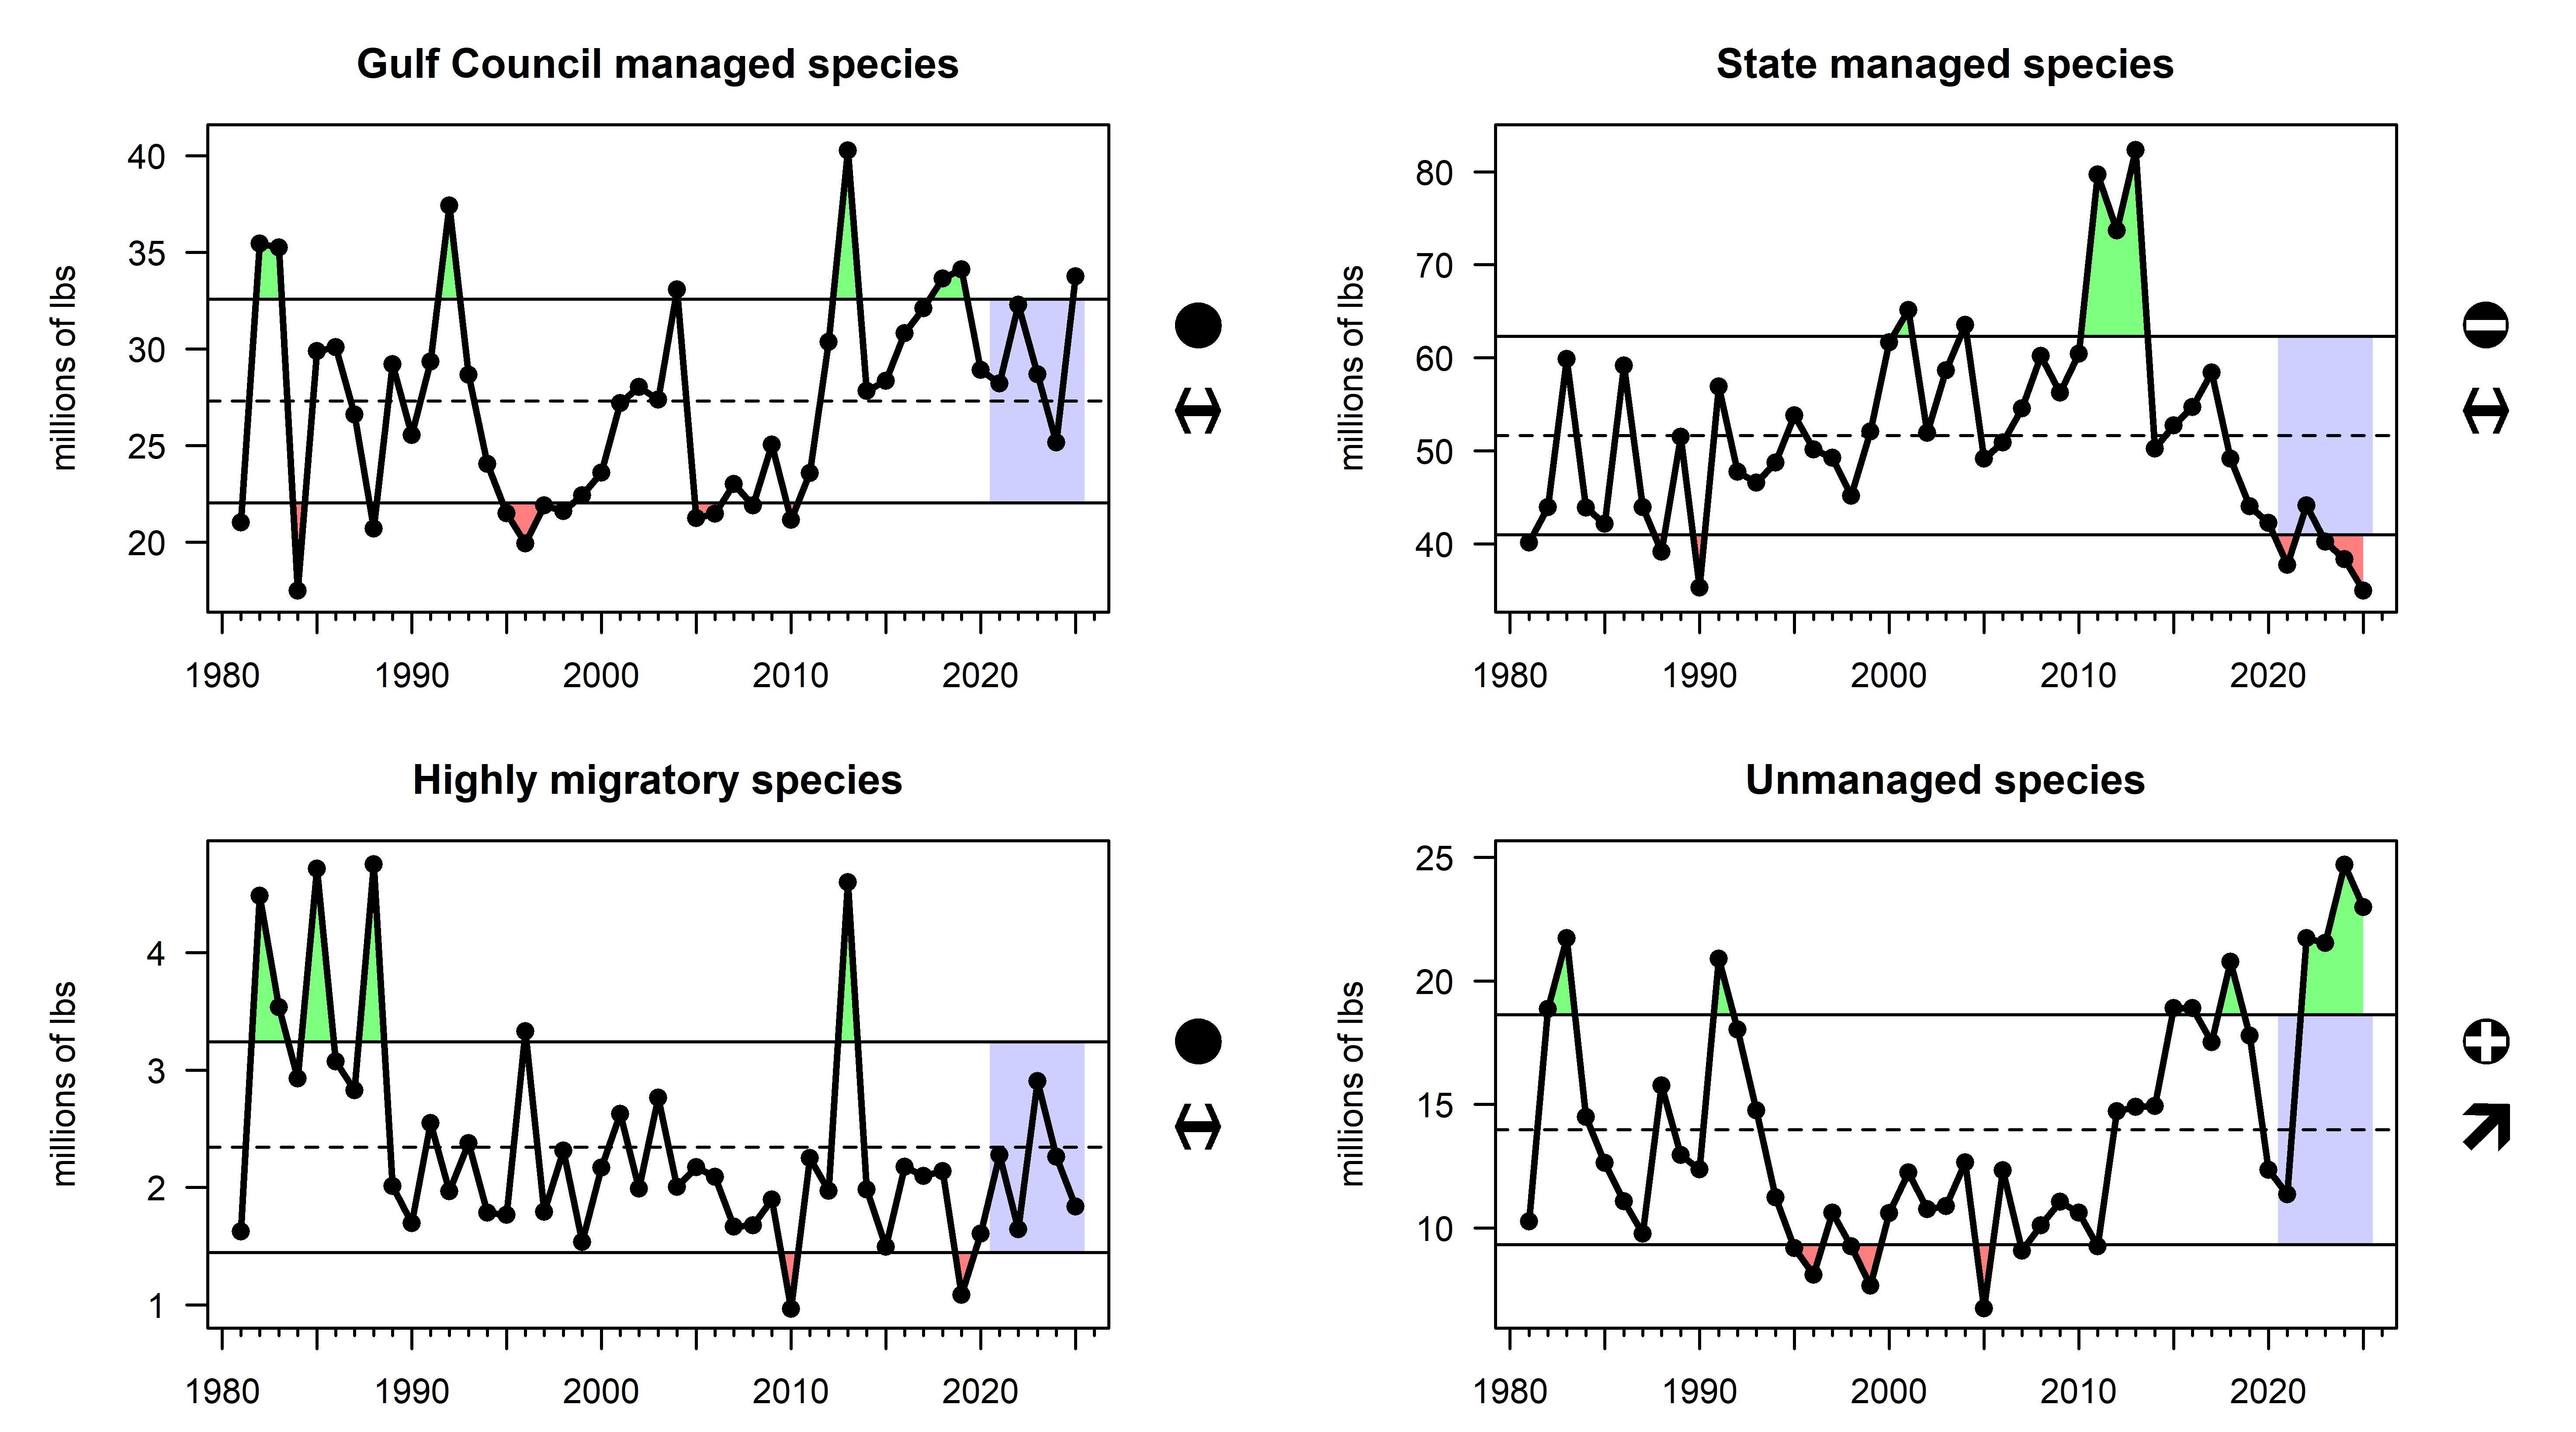 Gulf Council managed species
millions of lbs
40
35
30
25
20
1980 1990 2000 2010 2020
State managed species
millions of lbs
80
70
60
50
40
1980 1990 2000 2010 2020
Highly migratory species
millions of lbs
4
3
2
1
1980 1990 2000 2010 2020
Unmanaged species
millions of lbs
25
20
15
10
1980 1990 2000 2010 2020